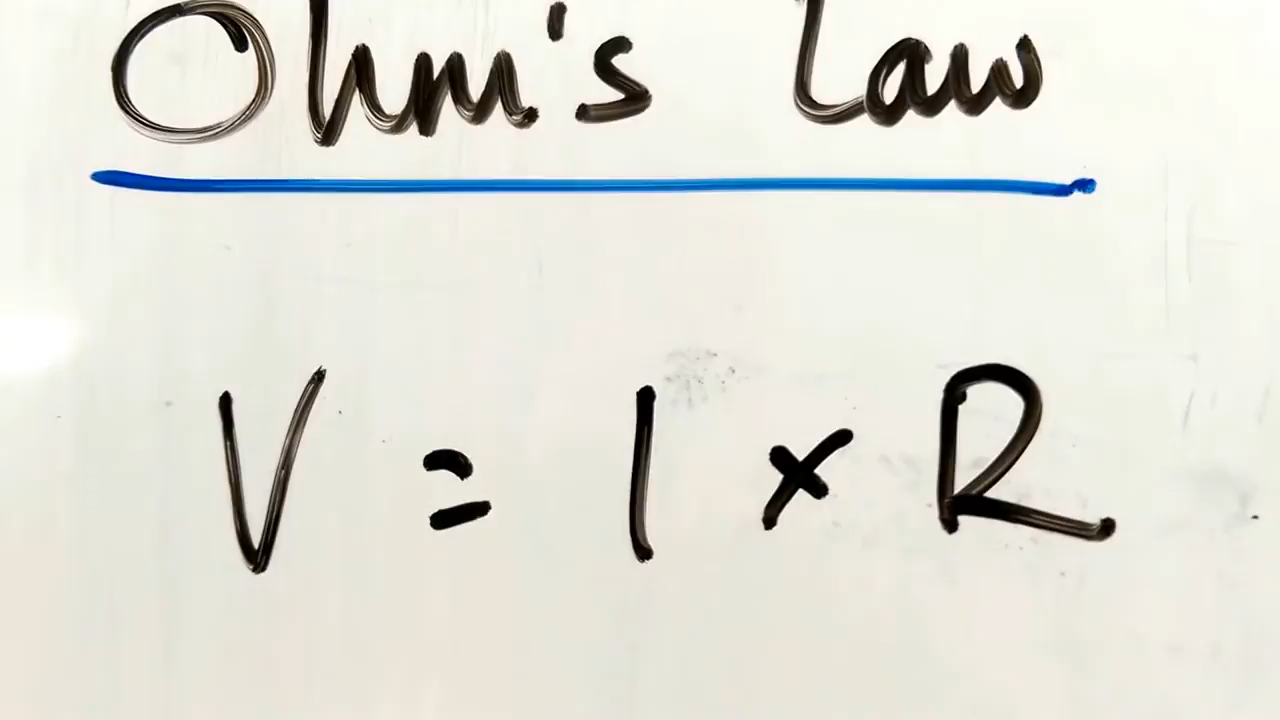 Ohm's Law
V = I × R